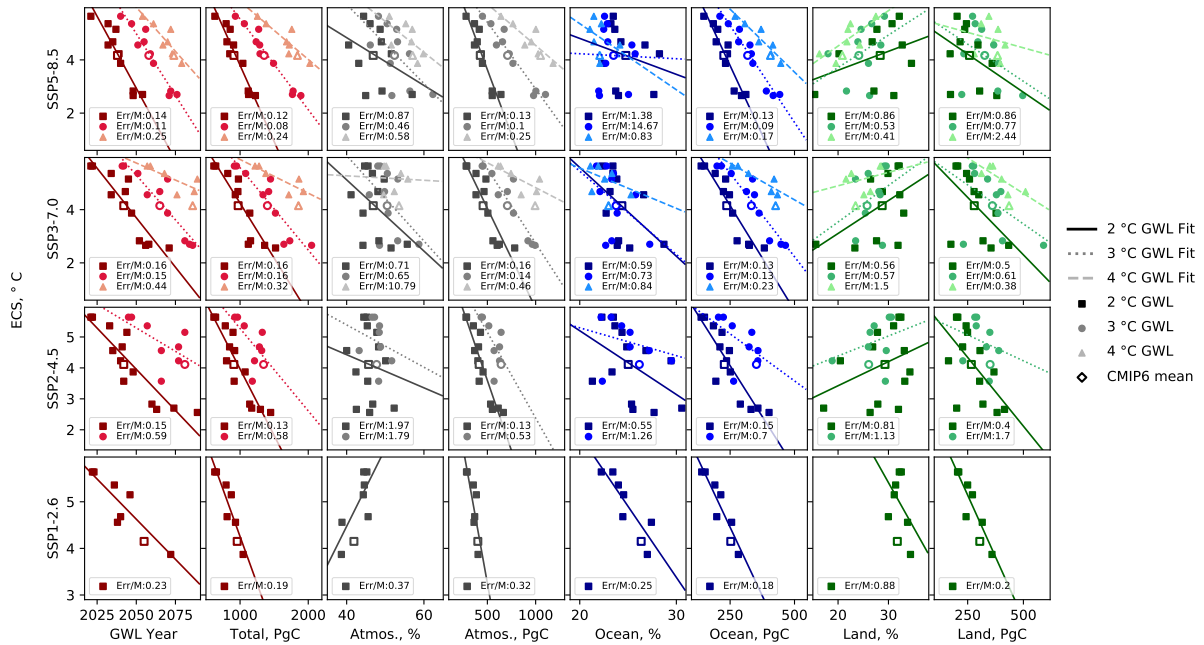 ECS, ° C
SSP5-8.5
4
2
Err/M:0.14
Err/M:0.11
Err/M:0.25
Err/M:0.12
Err/M:0.08
Err/M:0.24
Err/M:0.87
Err/M:0.46
Err/M:0.58
Err/M:0.13
Err/M:0.1
Err/M:0.25
Err/M:1.38
Err/M:14.67
Err/M:0.83
Err/M:0.13
Err/M:0.09
Err/M:0.17
Err/M:0.86
Err/M:0.53
Err/M:0.41
Err/M:0.86
Err/M:0.77
Err/M:2.44
SSP3-7.0
4
2
Err/M:0.16
Err/M:0.15
Err/M:0.44
Err/M:0.16
Err/M:0.16
Err/M:0.32
Err/M:0.71
Err/M:0.65
Err/M:10.79
Err/M:0.16
Err/M:0.14
Err/M:0.46
Err/M:0.59
Err/M:0.73
Err/M:0.84
Err/M:0.13
Err/M:0.13
Err/M:0.23
Err/M:0.56
Err/M:0.57
Err/M:1.5
Err/M:0.5
Err/M:0.61
Err/M:0.38
SSP2-4.5
5
4
3
2
Err/M:0.15
Err/M:0.59
Err/M:0.13
Err/M:0.58
Err/M:1.97
Err/M:1.79
Err/M:0.13
Err/M:0.53
Err/M:0.55
Err/M:1.26
Err/M:0.15
Err/M:0.7
Err/M:0.81
Err/M:1.13
Err/M:0.4
Err/M:1.7
SSP1-2.6
5
4
3
Err/M:0.23
Err/M:0.19
Err/M:0.37
Err/M:0.32
Err/M:0.25
Err/M:0.18
Err/M:0.88
Err/M:0.2
2025 2050 2075
GWL Year
1000 2000
Total, PgC
40 60
Atmos., %
500 1000
Atmos., PgC
20 30
Ocean, %
250 500
Ocean, PgC
20 30
Land, %
250 500
Land, PgC
2 °C GWL Fit
3 °C GWL Fit
4 °C GWL Fit
2 °C GWL
3 °C GWL
4 °C GWL
CMIP6 mean